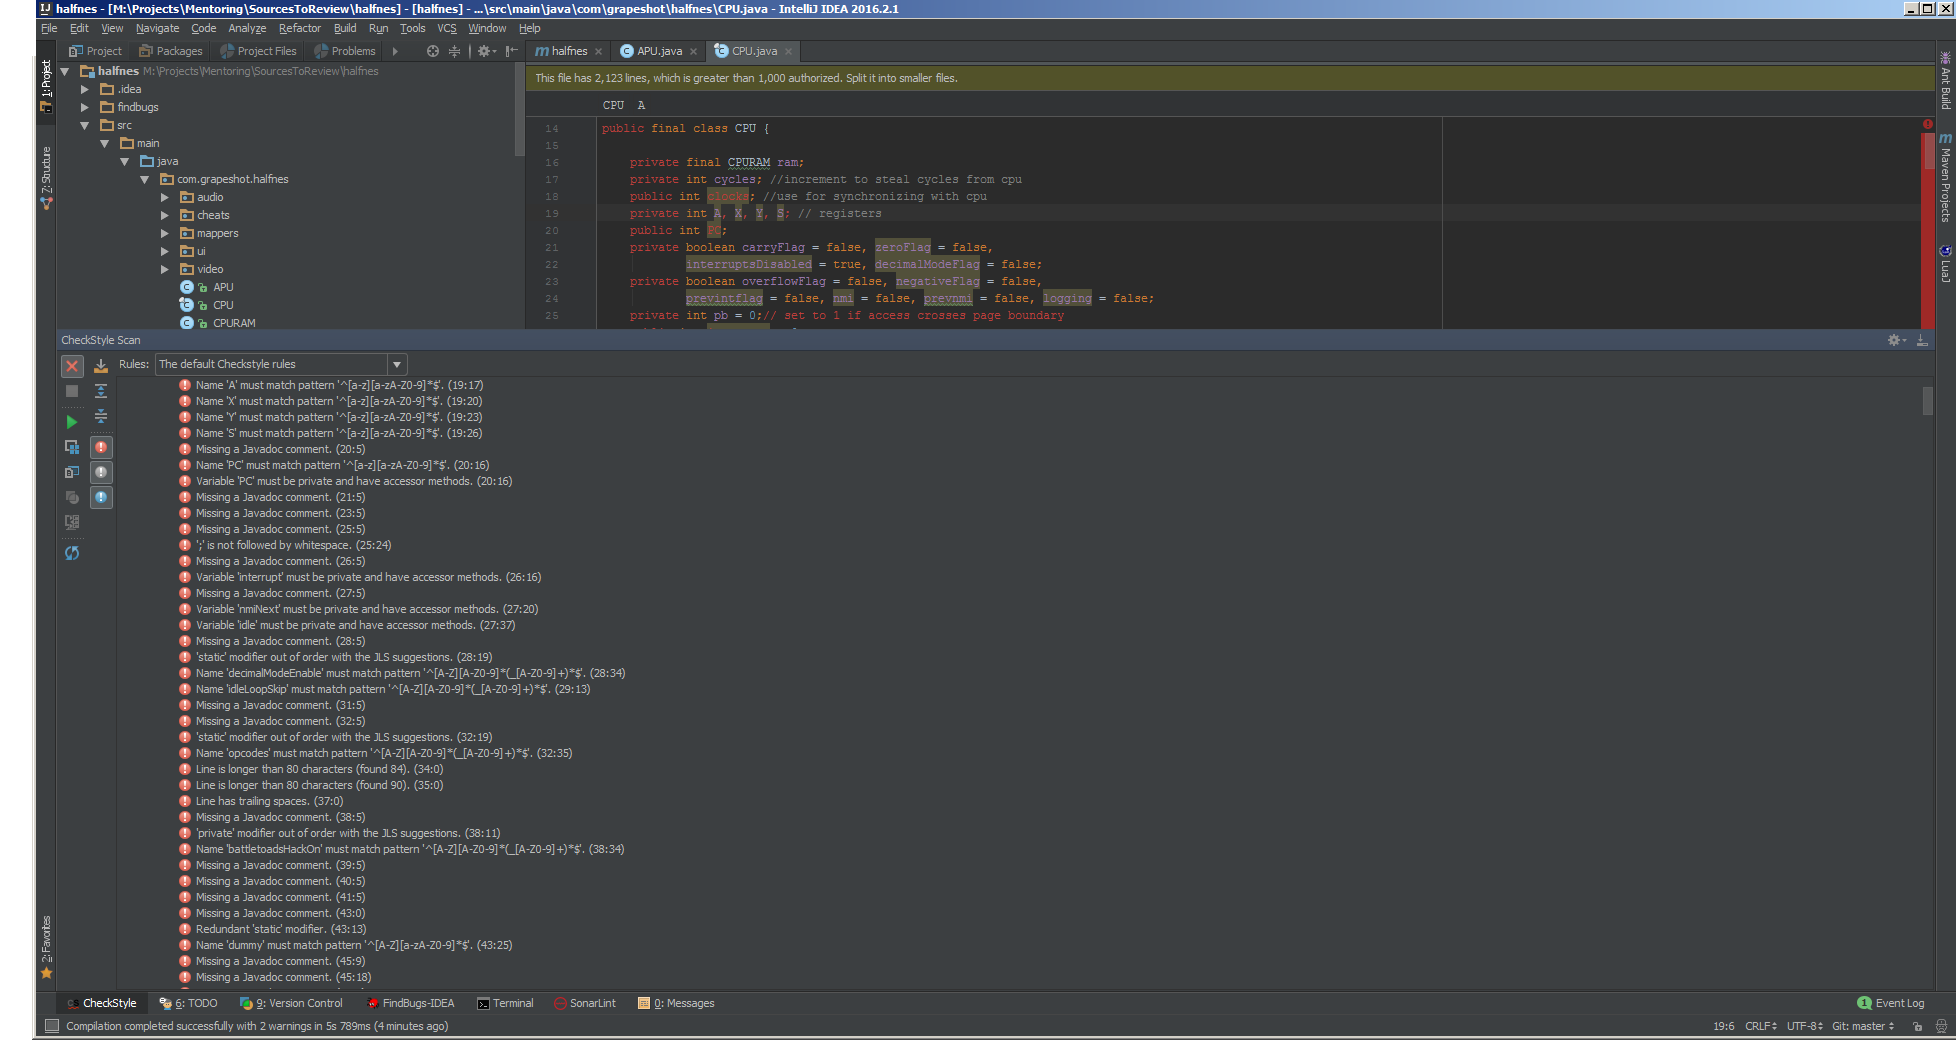 halfnes - [M:\Projects\Mentoring\SourcesToReview\halfnes] - [halfnes] - ...\src\main\java\com\grapeshot\halfnes\CPU.java - IntelliJ IDEA 2016.2.1
File Edit View Navigate Code Analyze Refactor Build Run Tools VCS Window Help
Project Packages Project Files Problems
halfnes APU.java CPU.java
1: Project
Z: Structure
2: Favorites
halfnes M:\Projects\Mentoring\SourcesToReview\halfnes
.idea
findbugs
src
main
java
com.grapeshot.halfnes
audio
cheats
mappers
ui
video
APU
CPU
CPURAM
This file has 2,123 lines, which is greater than 1,000 authorized. Split it into smaller files.
CPU A
14 public final class CPU {
15
16 private final CPURAM ram;
17 private int cycles; //increment to steal cycles from cpu
18 public int clocks; //use for synchronizing with cpu
19 private int A, X, Y, S; // registers
20 public int PC;
21 private boolean carryFlag = false, zeroFlag = false,
22 interruptsDisabled = true, decimalModeFlag = false;
23 private boolean overflowFlag = false, negativeFlag = false,
24 previntflag = false, nmi = false, prevnmi = false, logging = false;
25 private int pb = 0;// set to 1 if access crosses page boundary
Ant Build
Maven Projects
LuaJ
CheckStyle Scan
Rules: The default Checkstyle rules
Name 'A' must match pattern '^[a-z][a-zA-Z0-9]*$'. (19:17)
Name 'X' must match pattern '^[a-z][a-zA-Z0-9]*$'. (19:20)
Name 'Y' must match pattern '^[a-z][a-zA-Z0-9]*$'. (19:23)
Name 'S' must match pattern '^[a-z][a-zA-Z0-9]*$'. (19:26)
Missing a Javadoc comment. (20:5)
Name 'PC' must match pattern '^[a-z][a-zA-Z0-9]*$'. (20:16)
Variable 'PC' must be private and have accessor methods. (20:16)
Missing a Javadoc comment. (21:5)
Missing a Javadoc comment. (23:5)
Missing a Javadoc comment. (25:5)
';' is not followed by whitespace. (25:24)
Missing a Javadoc comment. (26:5)
Variable 'interrupt' must be private and have accessor methods. (26:16)
Missing a Javadoc comment. (27:5)
Variable 'nmiNext' must be private and have accessor methods. (27:20)
Variable 'idle' must be private and have accessor methods. (27:37)
Missing a Javadoc comment. (28:5)
'static' modifier out of order with the JLS suggestions. (28:19)
Name 'decimalModeEnable' must match pattern '^[A-Z][A-Z0-9]*(_[A-Z0-9]+)*$'. (28:34)
Name 'idleLoopSkip' must match pattern '^[A-Z][A-Z0-9]*(_[A-Z0-9]+)*$'. (29:13)
Missing a Javadoc comment. (31:5)
Missing a Javadoc comment. (32:5)
'static' modifier out of order with the JLS suggestions. (32:19)
Name 'opcodes' must match pattern '^[A-Z][A-Z0-9]*(_[A-Z0-9]+)*$'. (32:35)
Line is longer than 80 characters (found 84). (34:0)
Line is longer than 80 characters (found 90). (35:0)
Line has trailing spaces. (37:0)
Missing a Javadoc comment. (38:5)
'private' modifier out of order with the JLS suggestions. (38:11)
Name 'battletoadsHackOn' must match pattern '^[A-Z][A-Z0-9]*(_[A-Z0-9]+)*$'. (38:34)
Missing a Javadoc comment. (39:5)
Missing a Javadoc comment. (40:5)
Missing a Javadoc comment. (41:5)
Missing a Javadoc comment. (43:0)
Redundant 'static' modifier. (43:13)
Name 'dummy' must match pattern '^[A-Z][a-zA-Z0-9]*$'. (43:25)
Missing a Javadoc comment. (45:9)
Missing a Javadoc comment. (45:18)
CheckStyle 6: TODO 9: Version Control FindBugs-IDEA Terminal SonarLint 0: Messages 1 Event Log
Compilation completed successfully with 2 warnings in 5s 789ms (4 minutes ago) 19:6 CRLF UTF-8 Git: master